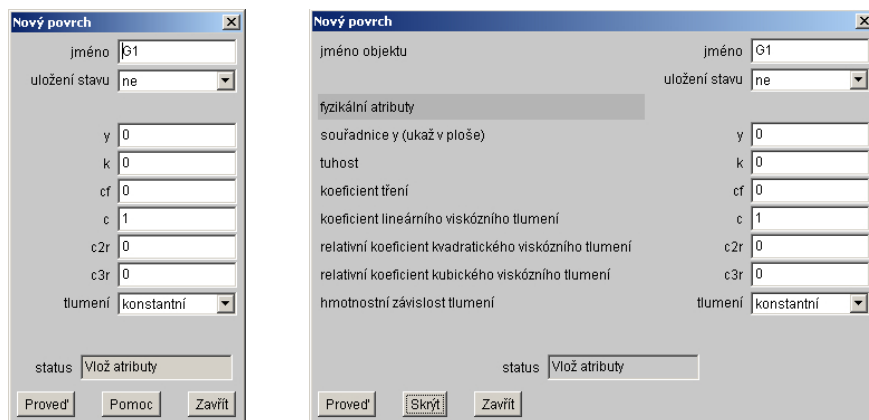 Nový povrch
jméno G1
uložení stavu ne
y 0
k 0
cf 0
c 1
c2r 0
c3r 0
tlumení konstantní
status Vlož atributy
Proveď Pomoc Zavřít
Nový povrch
jméno objektu jméno G1
uložení stavu ne
fyzikální atributy
souřadnice y (ukaž v ploše) y 0
tuhost k 0
koeficient tření cf 0
koeficient lineárního viskózního tlumení c 1
relativní koeficient kvadratického viskózního tlumení c2r 0
relativní koeficient kubického viskózního tlumení c3r 0
hmotnostní závislost tlumení tlumení konstantní
status Vlož atributy
Proveď Skrýt Zavřít